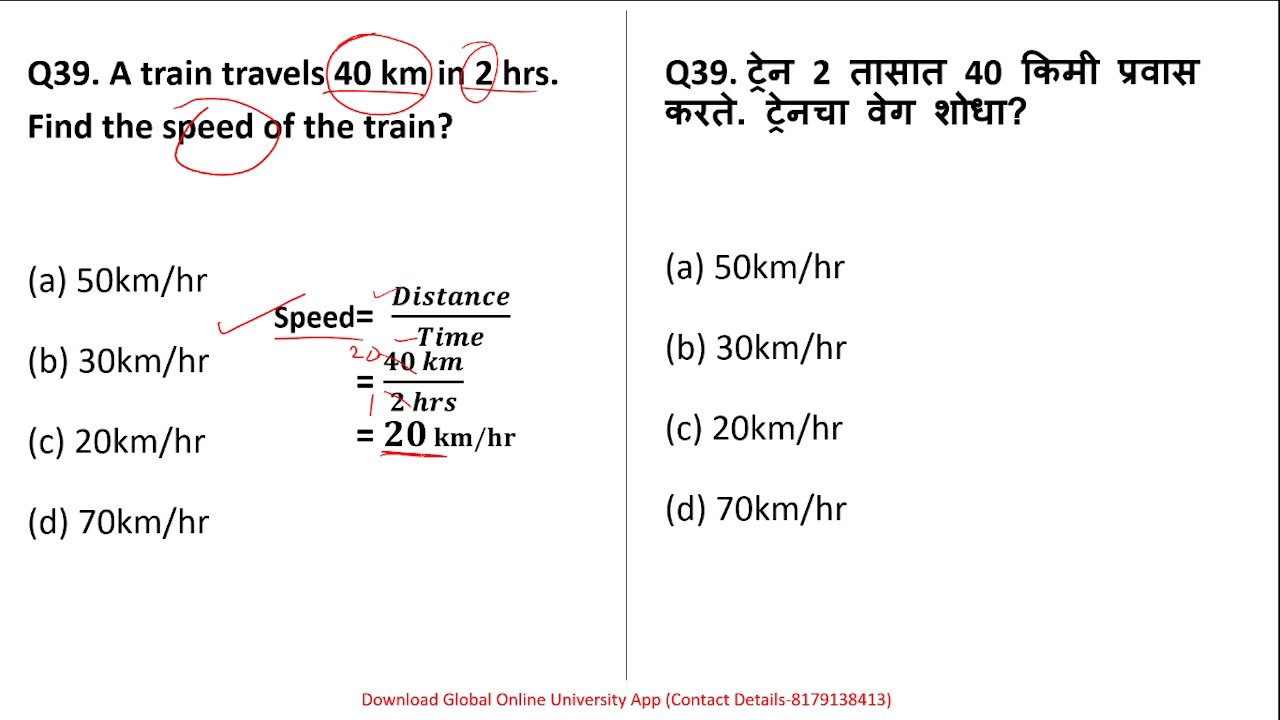 Q39. A train travels 40 km in 2 hrs.
Find the speed of the train?
(a) 50km/hr
(b) 30km/hr
(c) 20km/hr
(d) 70km/hr
Speed= Distance
Time
20
= 40 km
1 2 hrs
= 20 km/hr
Q39. ट्रेन 2 तासात 40 किमी प्रवास
करते. ट्रेनचा वेग शोधा?
(a) 50km/hr
(b) 30km/hr
(c) 20km/hr
(d) 70km/hr
Download Global Online University App (Contact Details-8179138413)